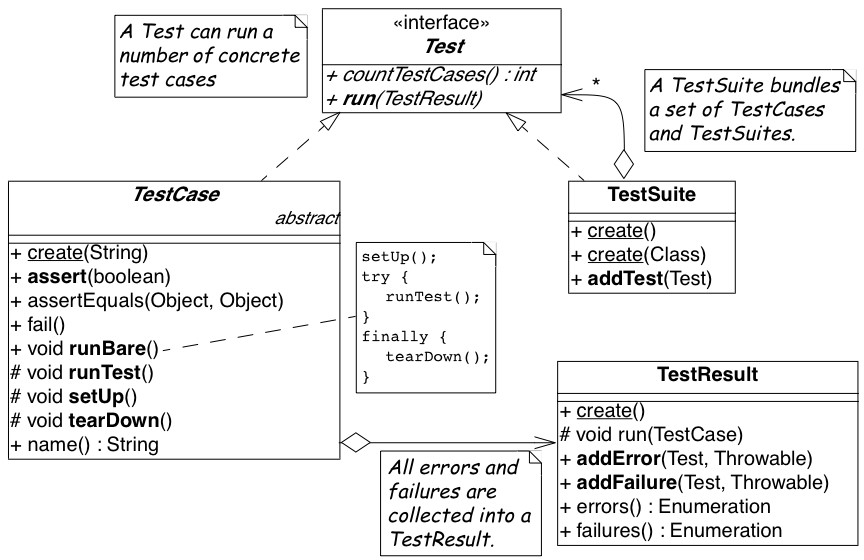 A Test can run a
number of concrete
test cases
«interface»
Test
+ countTestCases() : int
+ run(TestResult)
*
A TestSuite bundles
a set of TestCases
and TestSuites.
TestCase
abstract
+ create(String)
+ assert(boolean)
+ assertEquals(Object, Object)
+ fail()
+ void runBare()
# void runTest()
# void setUp()
# void tearDown()
+ name() : String
setUp();
try {
runTest();
}
finally {
tearDown();
}
TestSuite
+ create()
+ create(Class)
+ addTest(Test)
TestResult
+ create()
# void run(TestCase)
+ addError(Test, Throwable)
+ addFailure(Test, Throwable)
+ errors() : Enumeration
+ failures() : Enumeration
All errors and
failures are
collected into a
TestResult.